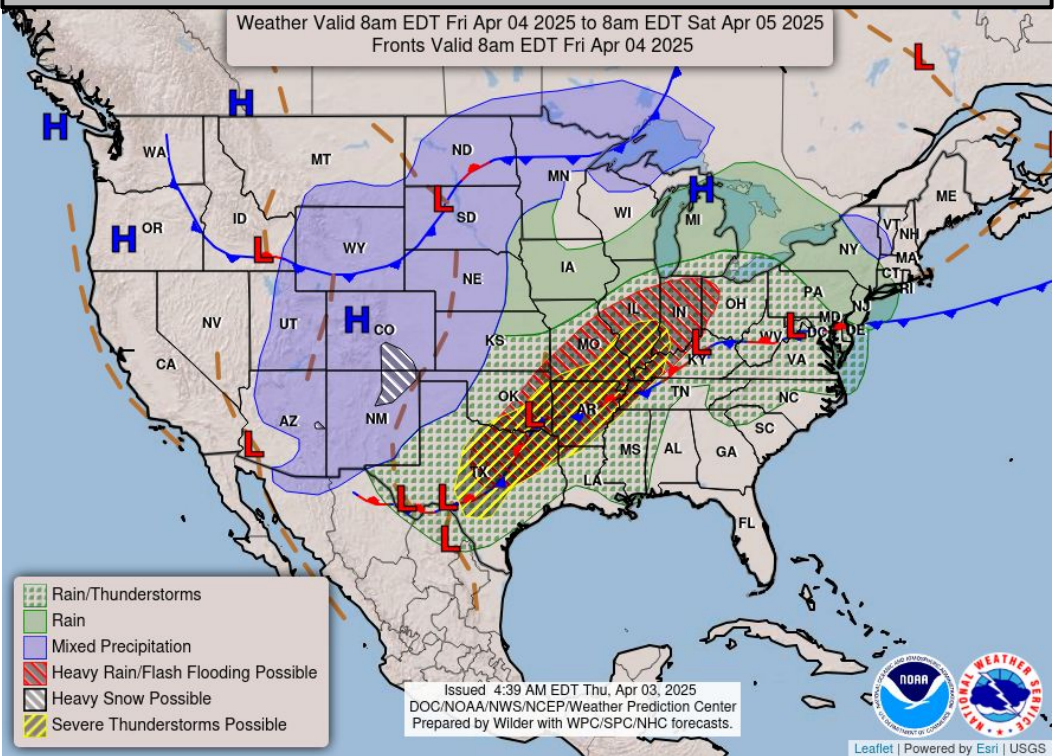 Weather Valid 8am EDT Fri Apr 04 2025 to 8am EDT Sat Apr 05 2025
Fronts Valid 8am EDT Fri Apr 04 2025
L
H
H
WA
MT
ND
MN
ME
H
OR
ID
L
SD
WI
H
MI
VT
NH
NY
MA
CT
RI
L
WY
NE
IA
PA
NJ
NV
UT
H
CO
IL
IN
OH
MD
DE
DC
CA
KS
MO
L
KY
WV
L
VA
AZ
NM
OK
L
AR
TN
NC
SC
L
TX
MS
AL
GA
LA
L
L
L
FL
Rain/Thunderstorms
Rain
Mixed Precipitation
Heavy Rain/Flash Flooding Possible
Heavy Snow Possible
Severe Thunderstorms Possible
Issued 4:39 AM EDT Thu, Apr 03, 2025
DOC/NOAA/NWS/NCEP/Weather Prediction Center
Prepared by Wilder with WPC/SPC/NHC forecasts.
NOAA
NATIONAL WEATHER SERVICE
Leaflet | Powered by Esri | USGS